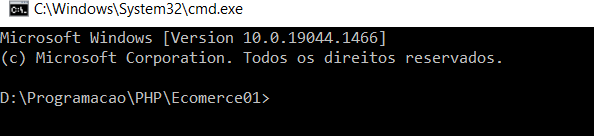 C:\Windows\System32\cmd.exe
Microsoft Windows [Version 10.0.19044.1466]
(c) Microsoft Corporation. Todos os direitos reservados.
D:\Programacao\PHP\Ecomerce01>